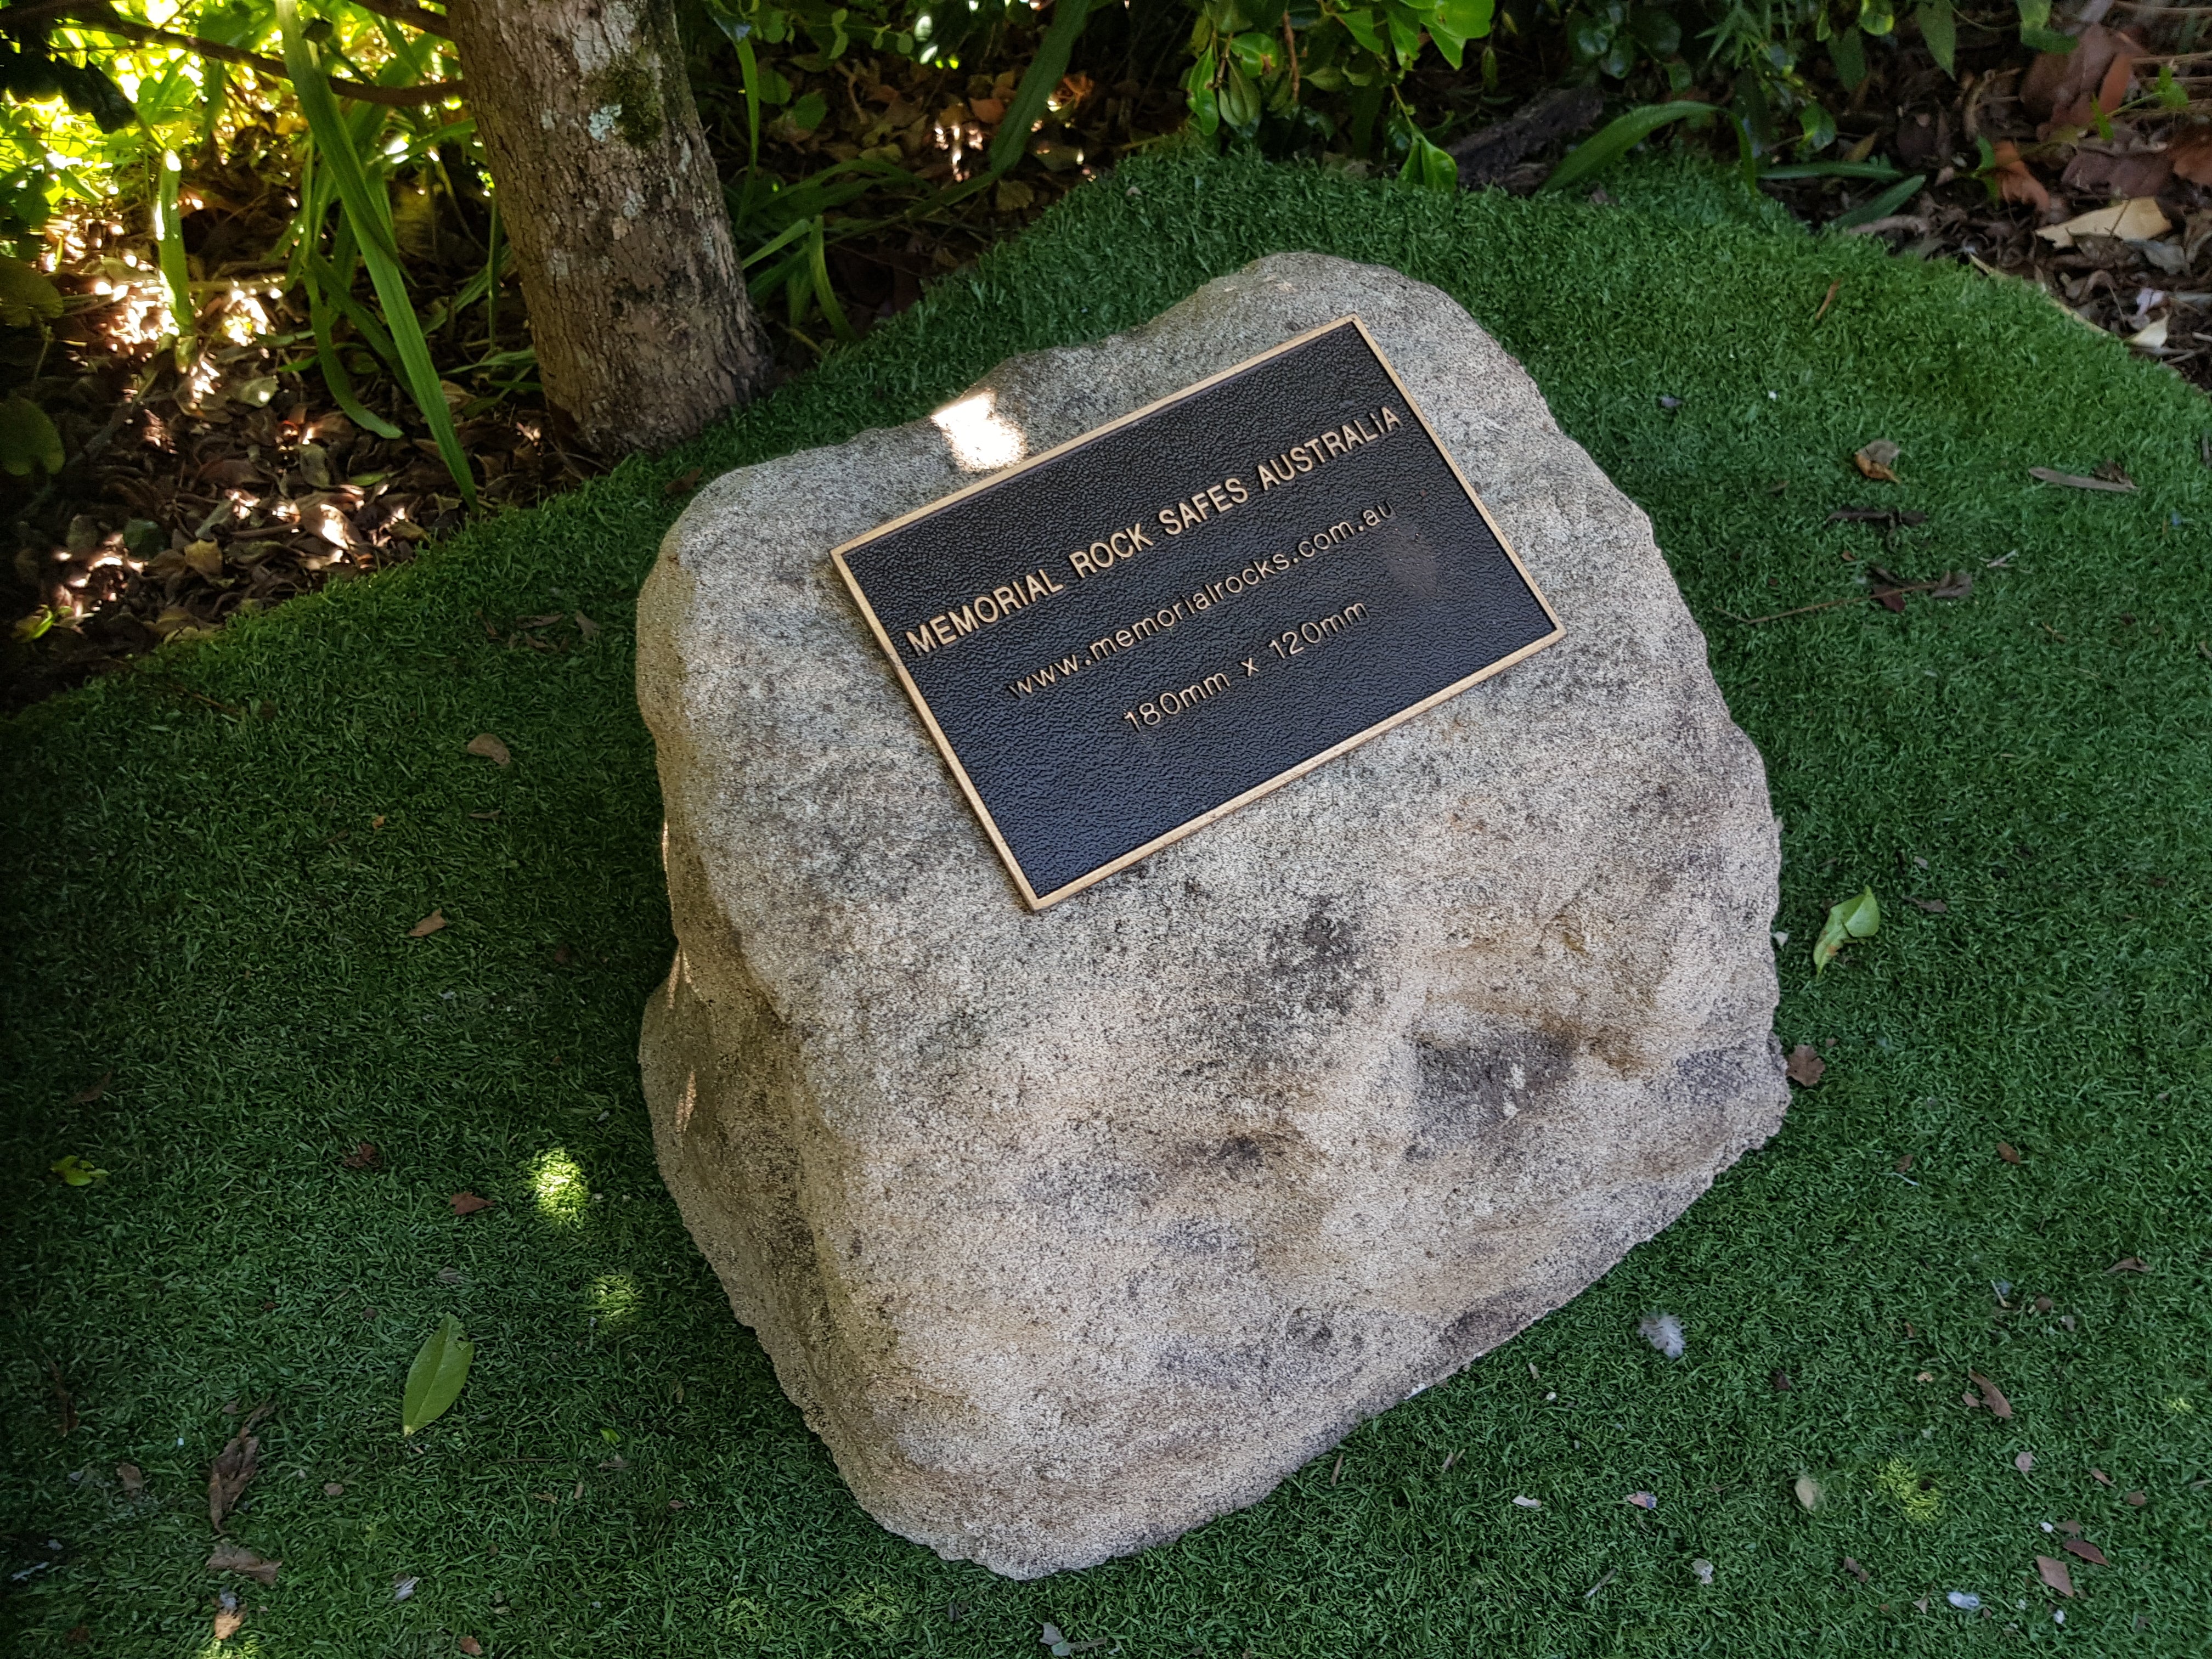 MEMORIAL ROCK SAFES AUSTRALIA
www.memorialrocks.com.au
180mm x 120mm